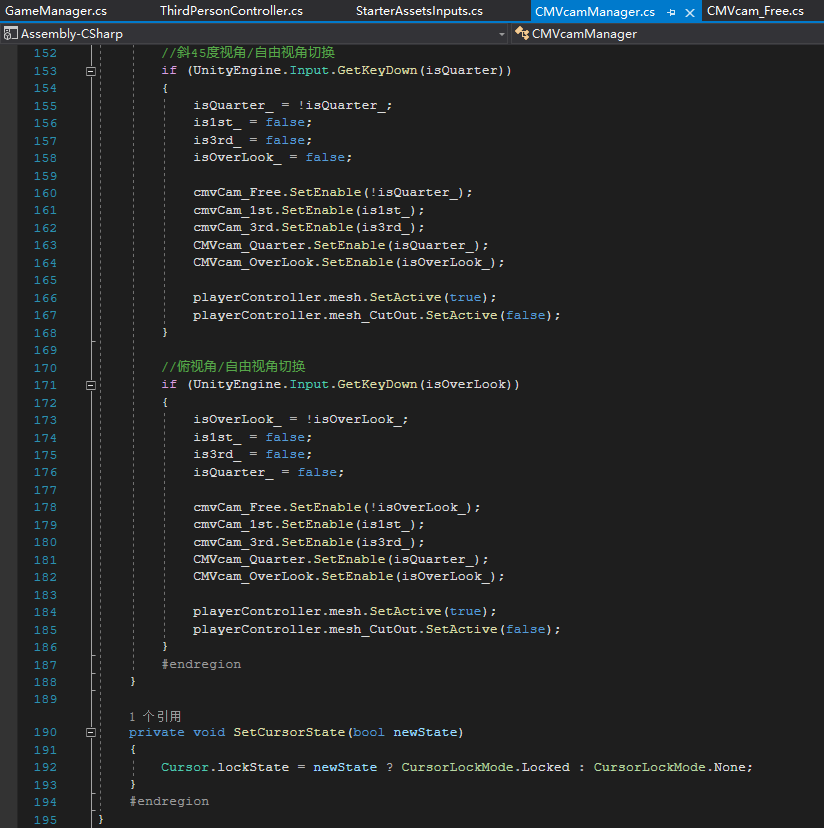 GameManager.cs ThirdPersonController.cs StarterAssetsInputs.cs CMVcamManager.cs CMVcam_Free.cs
Assembly-CSharp CMVcamManager
152 //斜45度视角/自由视角切换
153 if (UnityEngine.Input.GetKeyDown(isQuarter))
154 {
155 isQuarter_ = !isQuarter_;
156 is1st_ = false;
157 is3rd_ = false;
158 isOverLook_ = false;
159
160 cmvCam_Free.SetEnable(!isQuarter_);
161 cmvCam_1st.SetEnable(is1st_);
162 cmvCam_3rd.SetEnable(is3rd_);
163 CMVcam_Quarter.SetEnable(isQuarter_);
164 CMVcam_OverLook.SetEnable(isOverLook_);
165
166 playerController.mesh.SetActive(true);
167 playerController.mesh_CutOut.SetActive(false);
168 }
169
170 //俯视角/自由视角切换
171 if (UnityEngine.Input.GetKeyDown(isOverLook))
172 {
173 isOverLook_ = !isOverLook_;
174 is1st_ = false;
175 is3rd_ = false;
176 isQuarter_ = false;
177
178 cmvCam_Free.SetEnable(!isOverLook_);
179 cmvCam_1st.SetEnable(is1st_);
180 cmvCam_3rd.SetEnable(is3rd_);
181 CMVcam_Quarter.SetEnable(isQuarter_);
182 CMVcam_OverLook.SetEnable(isOverLook_);
183
184 playerController.mesh.SetActive(true);
185 playerController.mesh_CutOut.SetActive(false);
186 }
187 #endregion
188 }
189
1 个引用
190 private void SetCursorState(bool newState)
191 {
192 Cursor.lockState = newState ? CursorLockMode.Locked : CursorLockMode.None;
193 }
194 #endregion
195 }